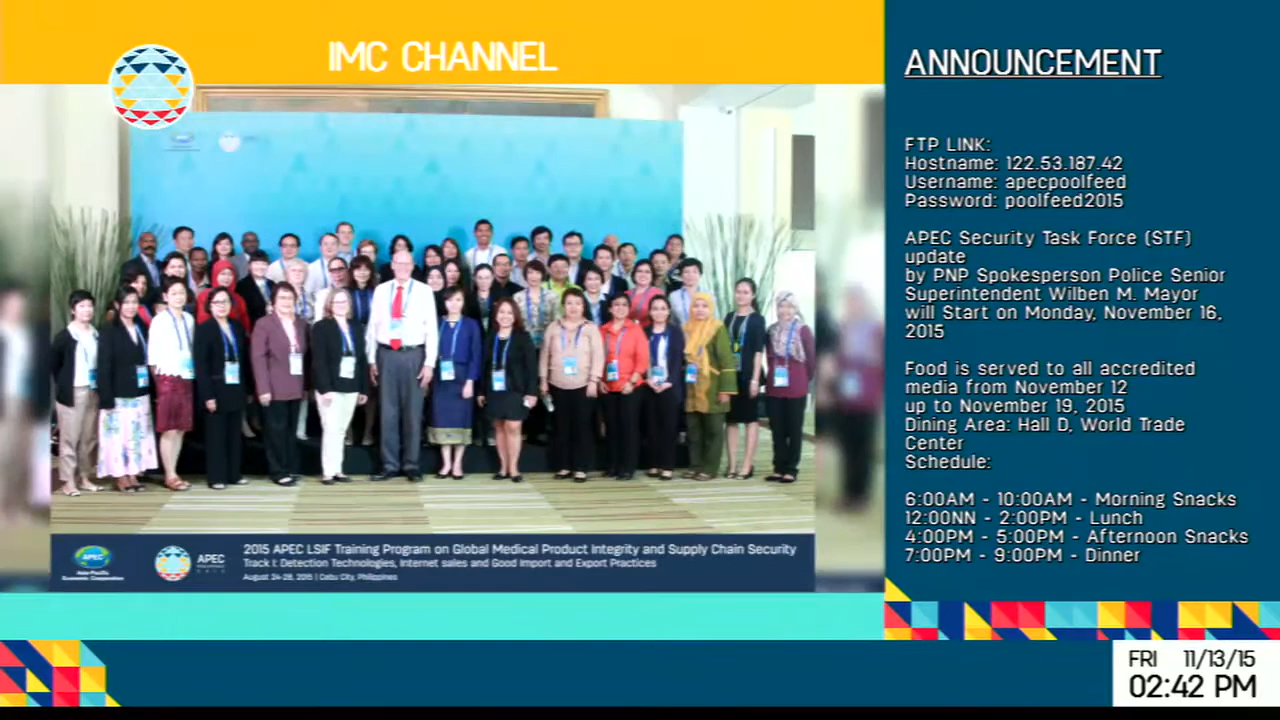 IMC CHANNEL
ANNOUNCEMENT
FTP LINK:
Hostname: 122.53.187.42
Username: apecpoolfeed
Password: poolfeed2015
APEC Security Task Force (STF)
update
by PNP Spokesperson Police Senior
Superintendent Wilben M. Mayor
will Start on Monday, November 16,
2015
Food is served to all accredited
media from November 12
up to November 19, 2015
Dining Area: Hall D, World Trade
Center
Schedule:
6:00AM - 10:00AM - Morning Snacks
12:00NN - 2:00PM - Lunch
4:00PM - 5:00PM - Afternoon Snacks
7:00PM - 9:00PM - Dinner
APEC
Asia-Pacific
Economic Cooperation
APEC
2015 APEC LSIF Training Program on Global Medical Product Integrity and Supply Chain Security
Track I: Detection Technologies, Internet sales and Good Import and Export Practices
August 24-28, 2015 | Cebu City, Philippines
FRI 11/13/15
02:42 PM